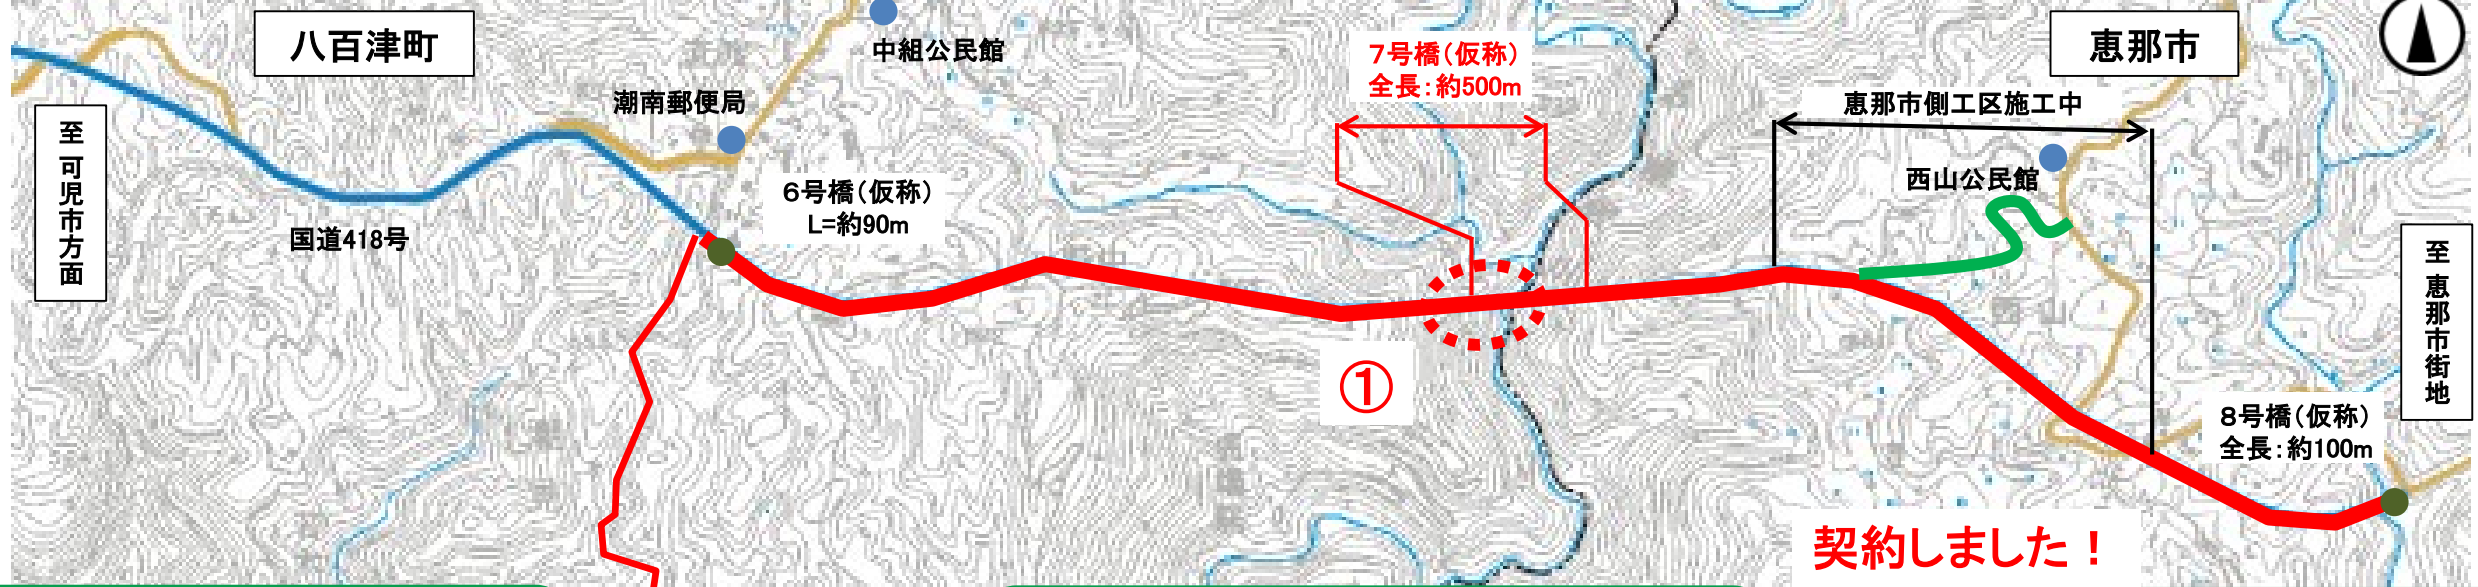 八百津町
中組公民館
潮南郵便局
至 可児市方面
国道418号
6号橋(仮称)
L=約90m
7号橋(仮称)
全長:約500m
①
恵那市
恵那市側工区施工中
西山公民館
至 恵那市街地
8号橋(仮称)
全長:約100m
契約しました!